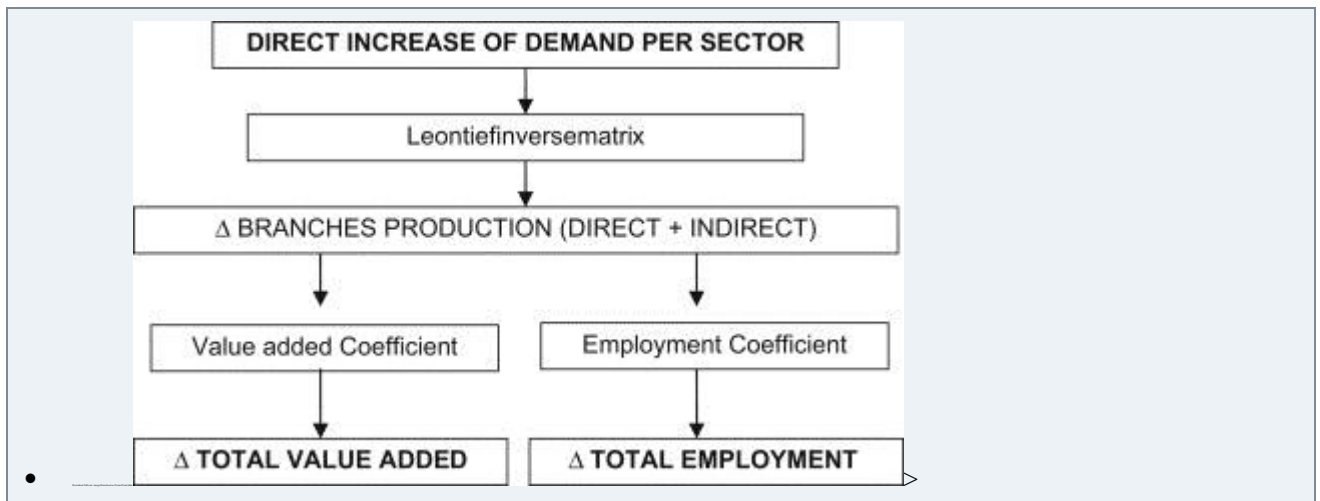 DIRECT INCREASE OF DEMAND PER SECTOR
Leontiefinversematrix
Δ BRANCHES PRODUCTION (DIRECT + INDIRECT)
Value added Coefficient
Employment Coefficient
Δ TOTAL VALUE ADDED
Δ TOTAL EMPLOYMENT
>